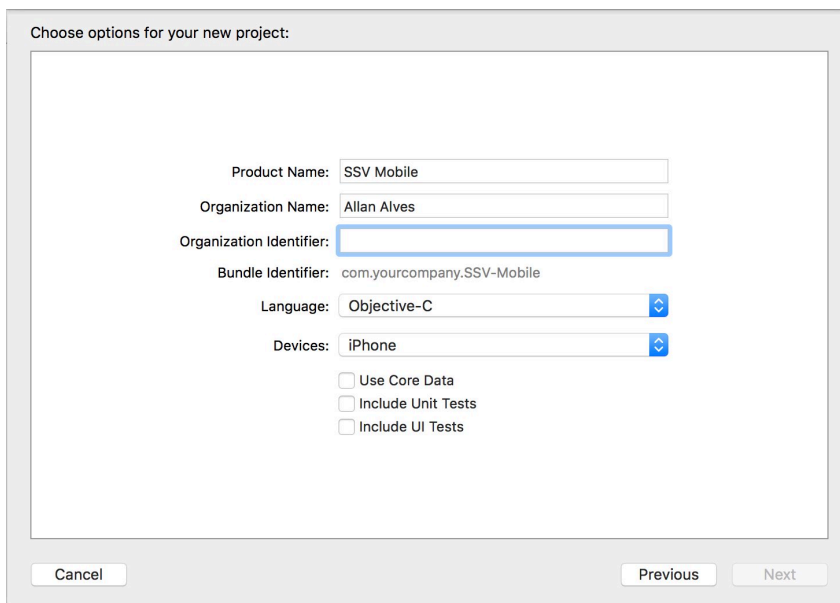 Choose options for your new project:
Product Name: SSV Mobile
Organization Name: Allan Alves
Organization Identifier:
Bundle Identifier: com.yourcompany.SSV-Mobile
Language: Objective-C
Devices: iPhone
Use Core Data
Include Unit Tests
Include UI Tests
Cancel Previous Next